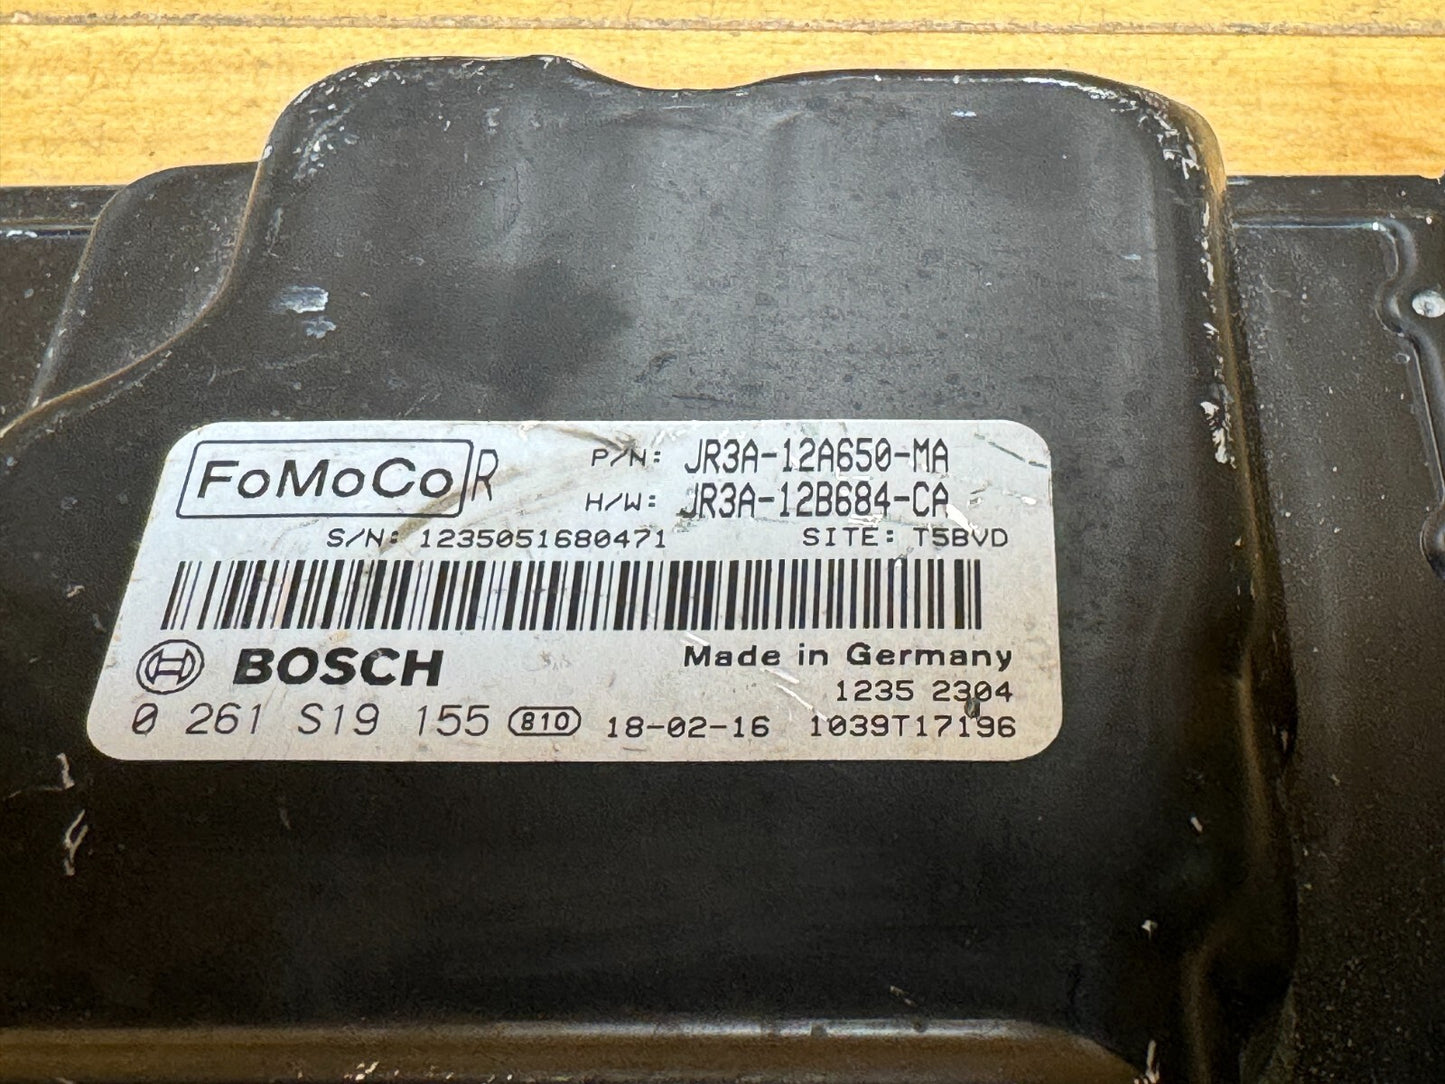 FoMoCo R
P/N: JR3A-12A650-MA
H/W: JR3A-12B684-CA
S/N: 1235051680471 SITE: T5BVD
BOSCH Made in Germany
1235 2304
0 261 S19 155 810 18-02-16 1039T17196